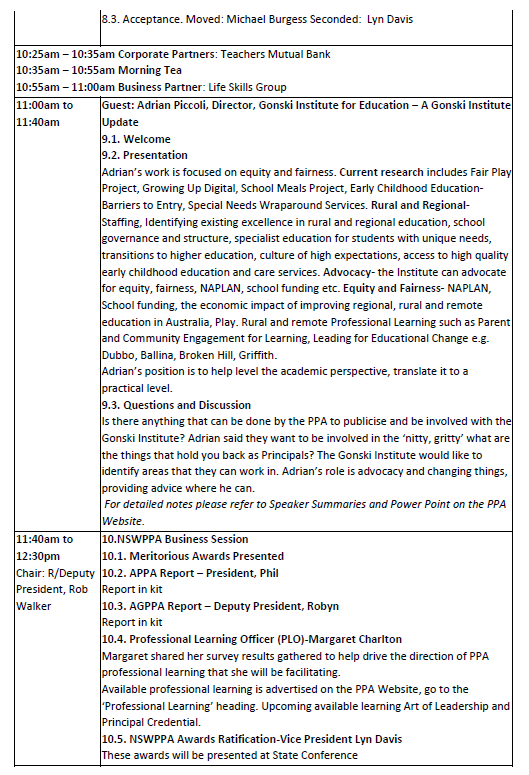 8.3. Acceptance. Moved: Michael Burgess Seconded:  Lyn Davis
10:25am – 10:35am Corporate Partners: Teachers Mutual Bank
10:35am – 10:55am Morning Tea
10:55am – 11:00am Business Partner: Life Skills Group
11:00am to
11:40am
Guest: Adrian Piccoli, Director, Gonski Institute for Education – A Gonski Institute
Update
9.1. Welcome
9.2. Presentation
Adrian's work is focused on equity and fairness. Current research includes Fair Play
Project, Growing Up Digital, School Meals Project, Early Childhood Education-
Barriers to Entry, Special Needs Wraparound Services. Rural and Regional-
Staffing, Identifying existing excellence in rural and regional education, school
governance and structure, specialist education for students with unique needs,
transitions to higher education, culture of high expectations, access to high quality
early childhood education and care services. Advocacy- the Institute can advocate
for equity, fairness, NAPLAN, school funding etc. Equity and Fairness- NAPLAN,
School funding, the economic impact of improving regional, rural and remote
education in Australia, Play. Rural and remote Professional Learning such as Parent
and Community Engagement for Learning, Leading for Educational Change e.g.
Dubbo, Ballina, Broken Hill, Griffith.
Adrian's position is to help level the academic perspective, translate it to a
practical level.
9.3. Questions and Discussion
Is there anything that can be done by the PPA to publicise and be involved with the
Gonski Institute? Adrian said they want to be involved in the 'nitty, gritty' what are
the things that hold you back as Principals? The Gonski Institute would like to
identify areas that they can work in. Adrian's role is advocacy and changing things,
providing advice where he can.
For detailed notes please refer to Speaker Summaries and Power Point on the PPA
Website.
11:40am to
12:30pm
Chair: R/Deputy
President, Rob
Walker
10.NSWPPA Business Session
10.1. Meritorious Awards Presented
10.2. APPA Report – President, Phil
Report in kit
10.3. AGPPA Report – Deputy President, Robyn
Report in kit
10.4. Professional Learning Officer (PLO)-Margaret Charlton
Margaret shared her survey results gathered to help drive the direction of PPA
professional learning that she will be facilitating.
Available professional learning is advertised on the PPA Website, go to the
'Professional Learning' heading. Upcoming available learning Art of Leadership and
Principal Credential.
10.5. NSWPPA Awards Ratification-Vice President Lyn Davis
These awards will be presented at State Conference